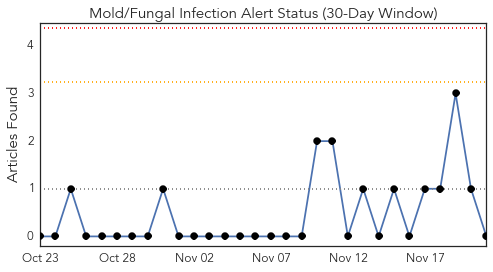 Mold/Fungal Infection Alert Status (30-Day Window)
Articles Found
4
3
2
1
0
Oct 23 Oct 28 Nov 02 Nov 07 Nov 12 Nov 17